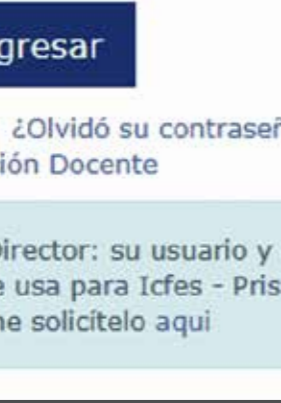 gresar
¿Olvidó su contraseñ
ión Docente
Director: su usuario y
e usa para Icfes - Pris
ne solicítelo aqui